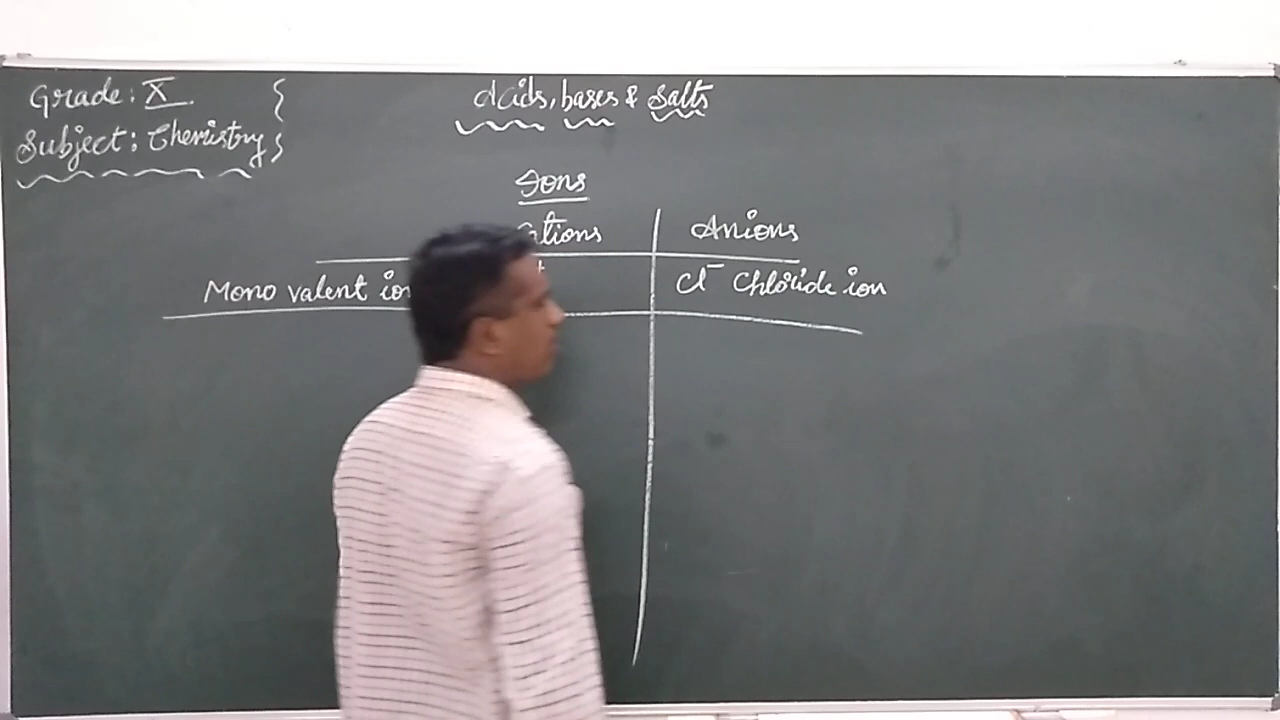 Grade: X.
Subject: Chemistry
Acids, bases & Salts
Ions
Anions
Mono valent
Cl⁻ Chloride ion